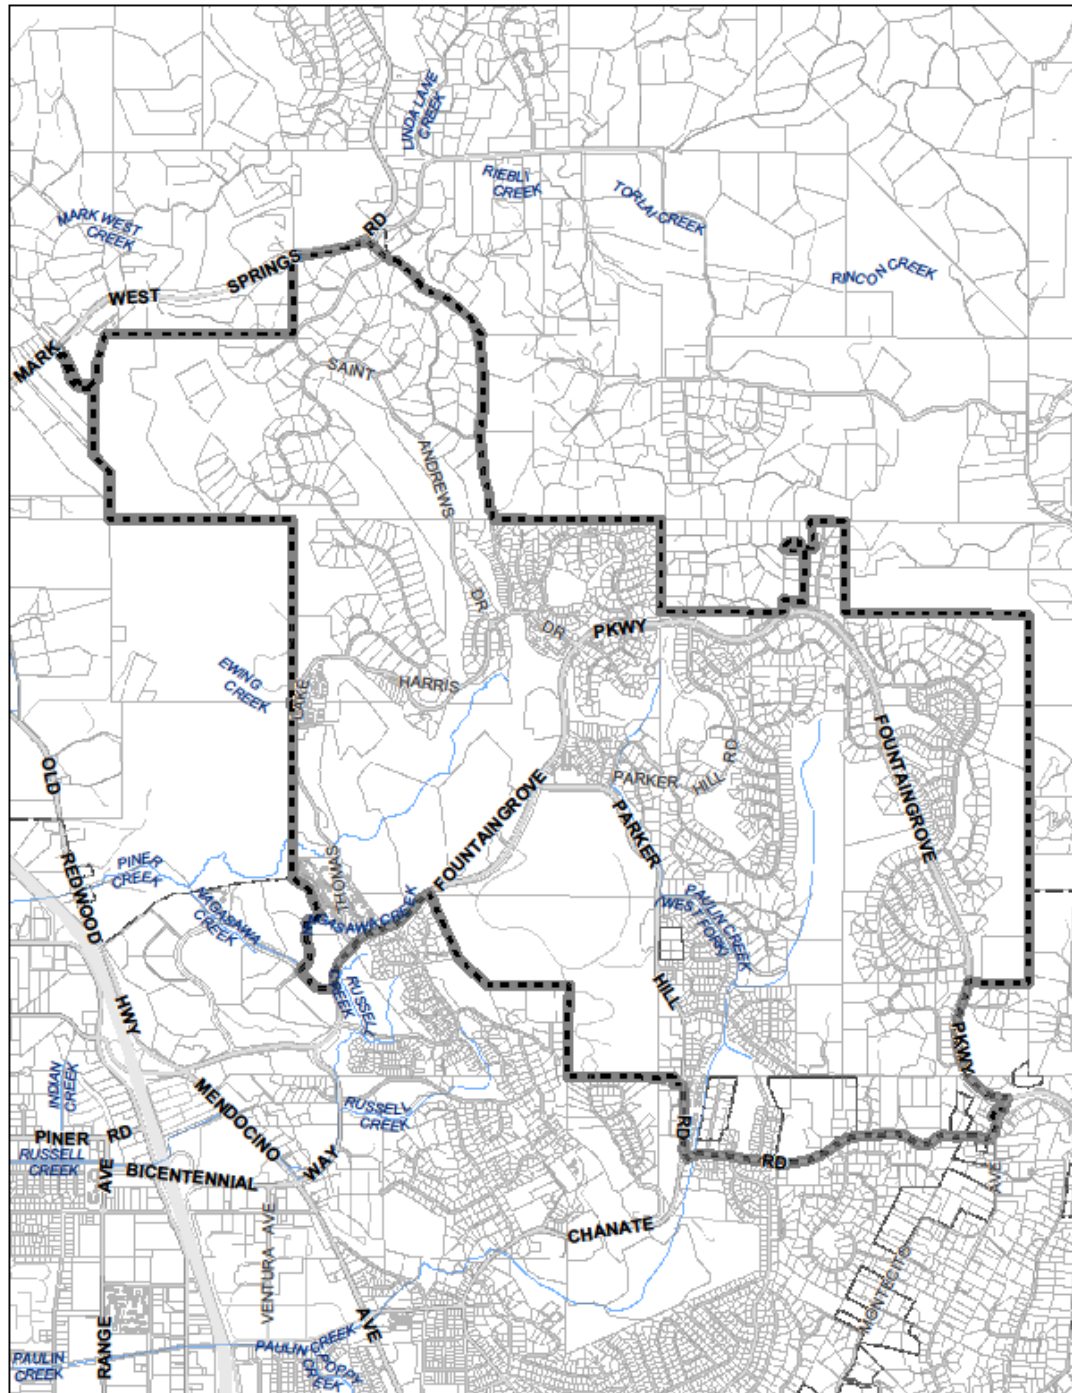 LINDA LANE
CREEK
RIEBLI
CREEK
TORLAI CREEK
MARK WEST
CREEK
RINCON CREEK
MARK
WEST
SPRINGS
RD
SAINT
ANDREWS
DR
DR
PKWY
EWING
CREEK
LAKE
HARRIS
FOUNTAINGROVE
PARKER
HILL
RD
PARKER
FOUNTAINGROVE
OLD
REDWOOD
HWY
PINER
CREEK
NAGASAWA
CREEK
THOMAS
NAGASAWA CREEK
PAULIN CREEK
(WEST FORK)
RUSSELL
CREEK
HILL
RD
PKWY
INDIAN
CREEK
MENDOCINO
RUSSELL
CREEK
PINER
RD
RUSSELL
CREEK
AVE
BICENTENNIAL
WAY
RD
AVE
VENTURA AVE
CHANATE
MONTECITO
RANGE
AVE
PAULIN CREEK
POPPY
CREEK
PAULIN
CREEK